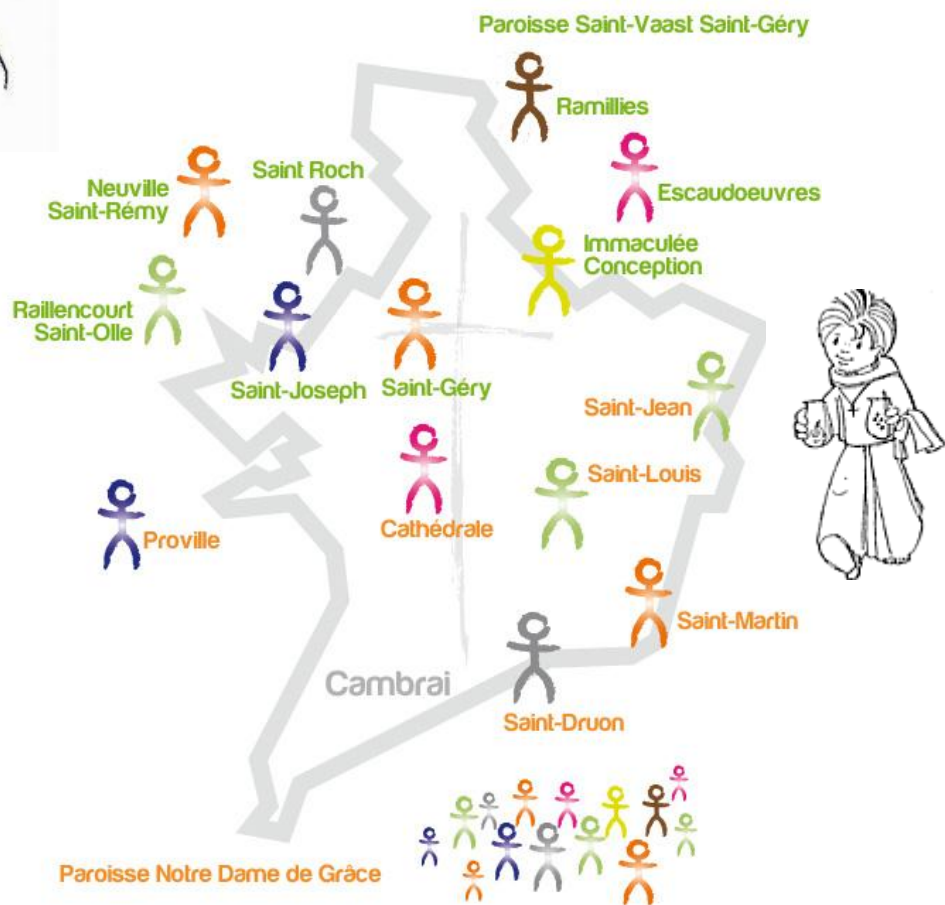 Paroisse Saint-Vaast Saint-Géry
Ramillies
Saint Roch
Neuville
Saint-Rémy
Escaudoeuvres
Immaculée
Conception
Raillencourt
Saint-Olle
Saint-Joseph
Saint-Géry
Saint-Jean
Saint-Louis
Cathédrale
Proville
Saint-Martin
Cambrai
Saint-Druon
Paroisse Notre Dame de Grâce